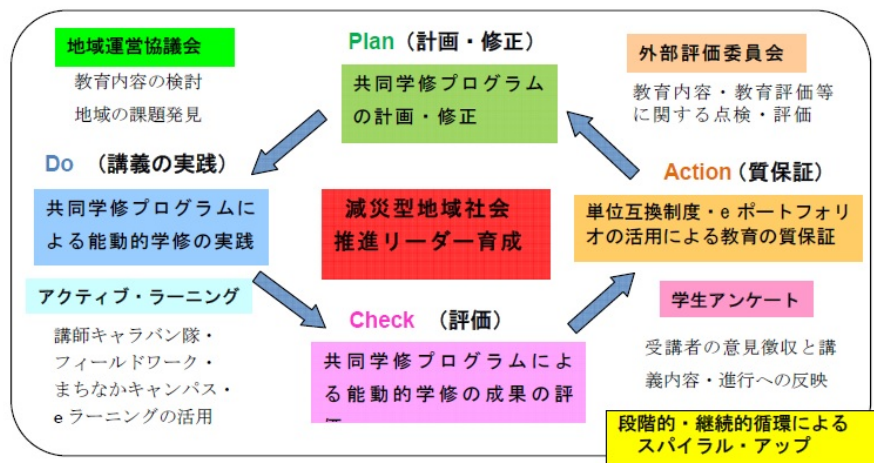 地域運営協議会
教育内容の検討
地域の課題発見
Plan (計画・修正)
共同学修プログラム
の計画・修正
外部評価委員会
教育内容・教育評価等
に関する点検・評価
Do (講義の実践)
共同学修プログラムに
よる能動的学修の実践
減災型地域社会
推進リーダー育成
Action (質保証)
単位互換制度・eポートフォリ
オの活用による教育の質保証
アクティブ・ラーニング
講師キャラバン隊・
フィールドワーク・
まちなかキャンパス・
eラーニングの活用
Check (評価)
共同学修プログラムによ
る能動的学修の成果の評
学生アンケート
受講者の意見徴収と講
義内容・進行への反映
段階的・継続的循環による
スパイラル・アップ